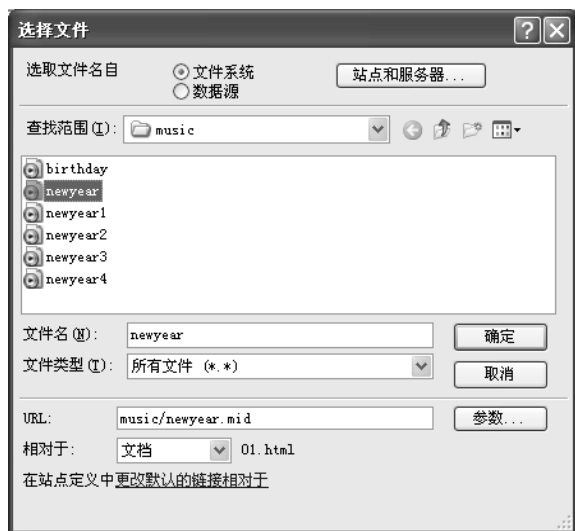 选择文件
选取文件名自 文件系统 站点和服务器...
数据源
查找范围(I): music
birthday
newyear
newyear1
newyear2
newyear3
newyear4
文件名(N): newyear 确定
文件类型(T): 所有文件 (*.*) 取消
URL: music/newyear.mid 参数...
相对于: 文档 01.html
在站点定义中更改默认的链接相对于